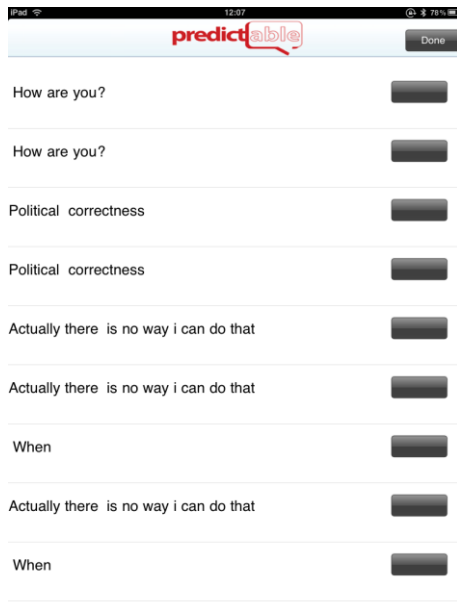 iPad 12:07 78%
predictable Done
How are you?
How are you?
Political correctness
Political correctness
Actually there is no way i can do that
Actually there is no way i can do that
When
Actually there is no way i can do that
When